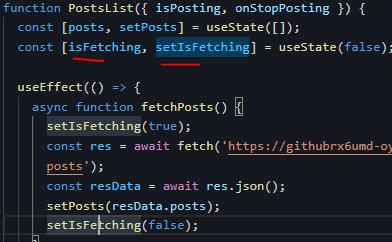 function PostsList({ isPosting, onStopPosting }) {
const [posts, setPosts] = useState([]);
const [isFetching, setIsFetching] = useState(false);
useEffect(() => {
async function fetchPosts() {
setIsFetching(true);
const res = await fetch('https://githubrx6umd-oy
posts');
const resData = await res.json();
setPosts(resData.posts);
setIsFetching(false);
}